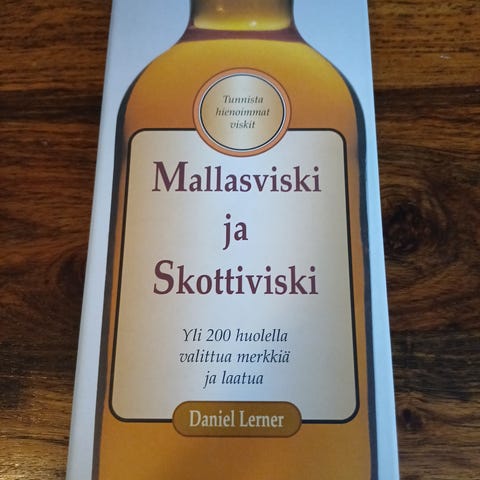 Tunnista
hienoimmat
viskit
Mallasviski
ja
Skottiviski
Yli 200 huolella
valittua merkkiä
ja laatua
Daniel Lerner